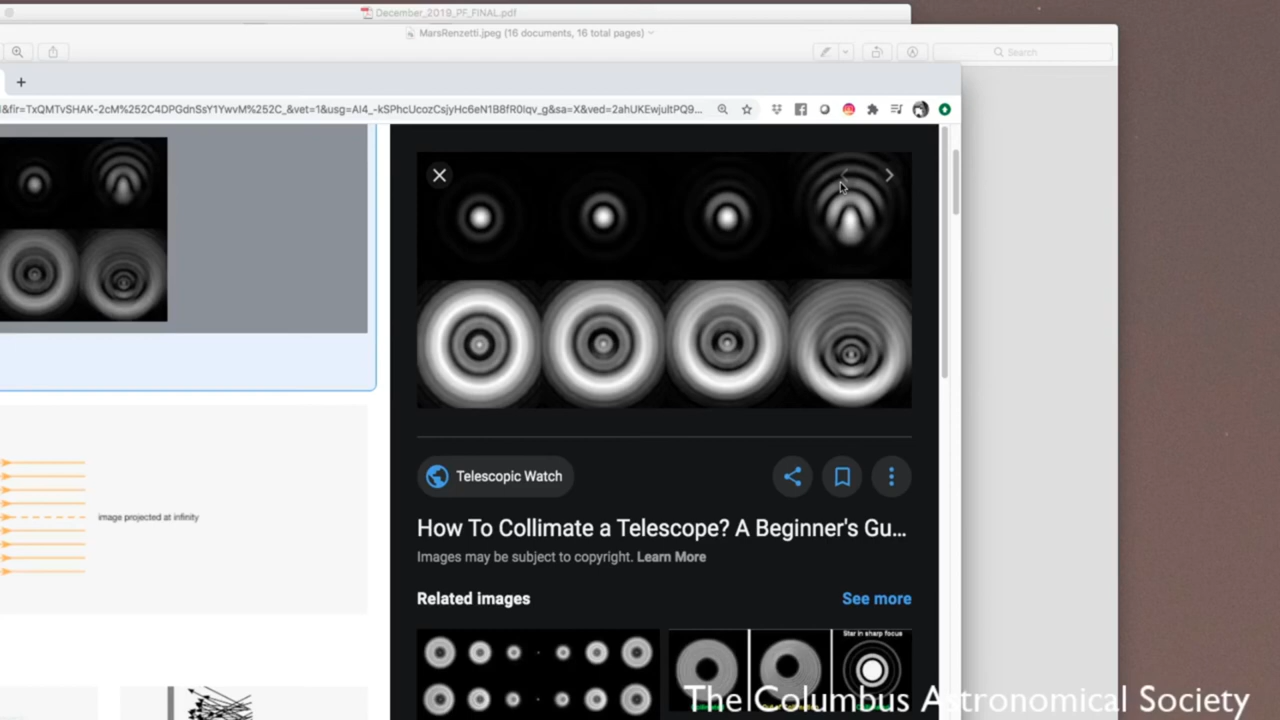 December_2019_PF_FINAL.pdf
MarsRenzetti.jpeg (16 documents, 16 total pages)
Search
Telescopic Watch
How To Collimate a Telescope? A Beginner's Gu...
Images may be subject to copyright. Learn More
image projected at infinity
Related images
See more
Star in sharp focus
The Columbus Astronomical Society